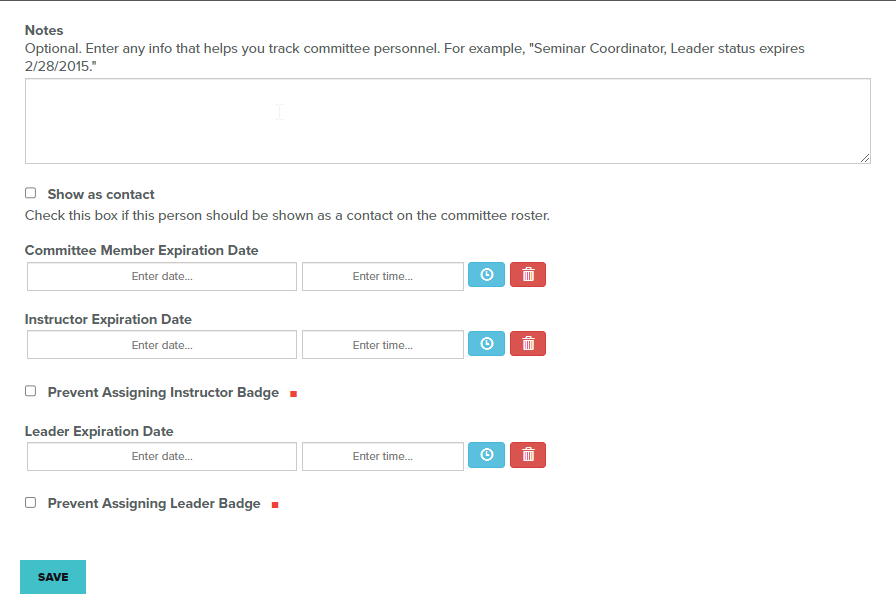 Notes
Optional. Enter any info that helps you track committee personnel. For example, "Seminar Coordinator, Leader status expires
2/28/2015."
Show as contact
Check this box if this person should be shown as a contact on the committee roster.
Committee Member Expiration Date
Enter date... Enter time...
Instructor Expiration Date
Enter date... Enter time...
Prevent Assigning Instructor Badge
Leader Expiration Date
Enter date... Enter time...
Prevent Assigning Leader Badge
SAVE